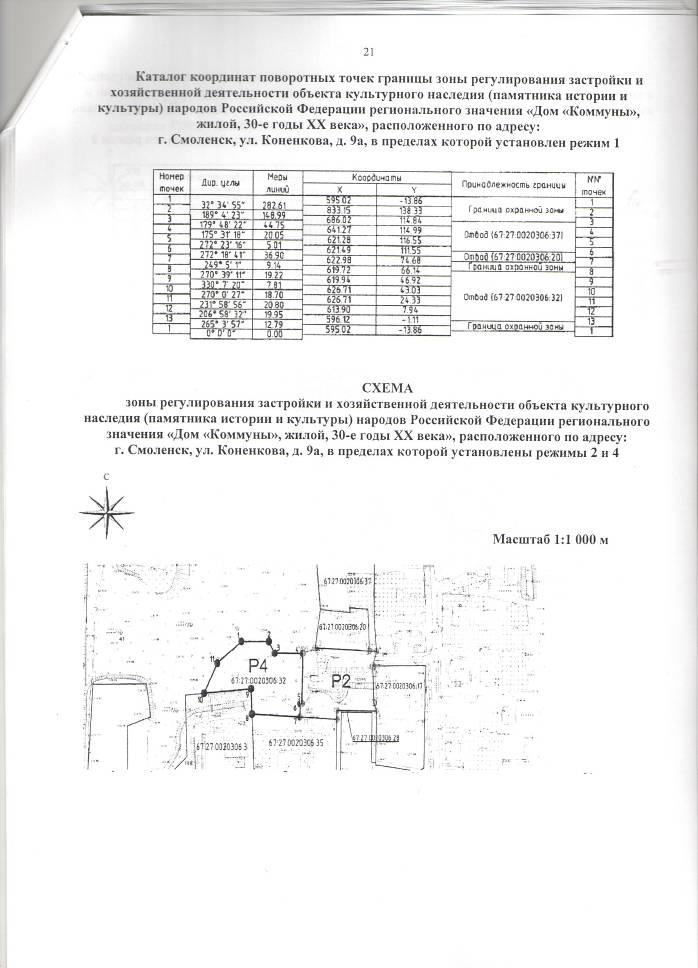 21
Каталог координат поворотных точек границы зоны регулирования застройки и
хозяйственной деятельности объекта культурного наследия (памятника истории и
культуры) народов Российской Федерации регионального значения «Дом «Коммуны»,
жилой, 30-е годы XX века», расположенного по адресу:
г. Смоленск, ул. Коненкова, д. 9а, в пределах которой установлен режим 1
Номер точек Дир. углы Меры линий Координаты X Y Принадлежность границы №№ точек
1 595.02 -13.86 1
32° 34' 55" 282.61 Граница охранной зоны
2 833.15 138.33 2
189° 4' 23" 148.99
3 686.02 114.84 3
179° 48' 22" 44.75 Отвод (67:27:0020306:37)
4 641.27 114.99 4
175° 31' 18" 20.05
5 621.28 116.55 5
272° 23' 16" 5.01
6 621.49 111.55 6
272° 18' 41" 36.90 Отвод (67:27:0020306:20)
7 622.98 74.68 7
249° 5' 1" 9.14 Граница охранной зоны
8 619.72 66.14 8
270° 39' 11" 19.22
9 619.94 46.92 9
330° 7' 20" 7.81
10 626.71 43.03 10
270° 0' 27" 18.70 Отвод (67:27:0020306:32)
11 626.71 24.33 11
231° 58' 56" 20.80
12 613.90 7.94 12
206° 58' 32" 19.95
13 596.12 -1.11 13
265° 3' 57" 12.79 Граница охранной зоны
1 595.02 -13.86 1
0° 0' 0" 0.00
СХЕМА
зоны регулирования застройки и хозяйственной деятельности объекта культурного
наследия (памятника истории и культуры) народов Российской Федерации регионального
значения «Дом «Коммуны», жилой, 30-е годы XX века», расположенного по адресу:
г. Смоленск, ул. Коненкова, д. 9а, в пределах которой установлены режимы 2 и 4
С
Масштаб 1:1 000 м
67:27:0020306:37
67:27:0020306:20
1 2
3
11 Р4
Р2
67:27:0020306:32
67:27:0020306:17
10 9
8 7
67:27:0020306:3
67:27:0020306:35
67:27:0020306:28